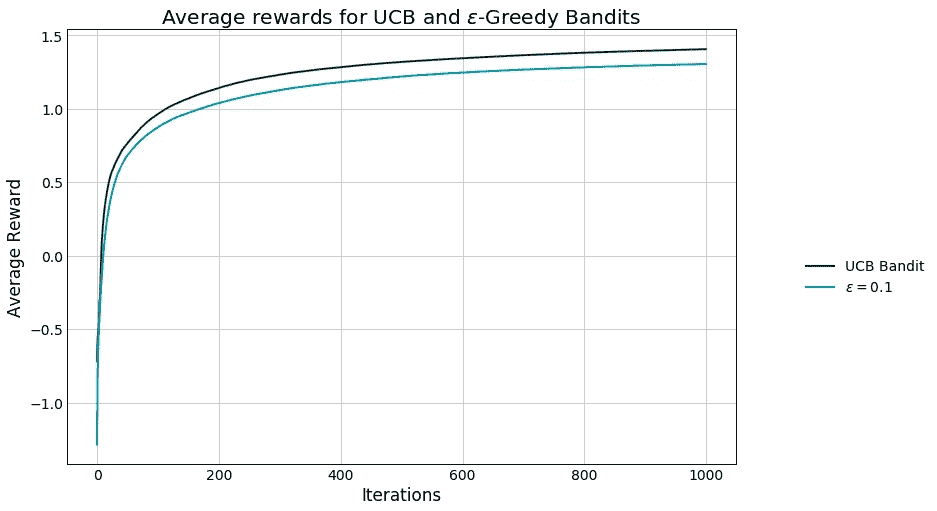 Average rewards for UCB and ε-Greedy Bandits
1.5
1.0
0.5
0.0
−0.5
−1.0
Average Reward
0 200 400 600 800 1000
Iterations
UCB Bandit
ε = 0.1